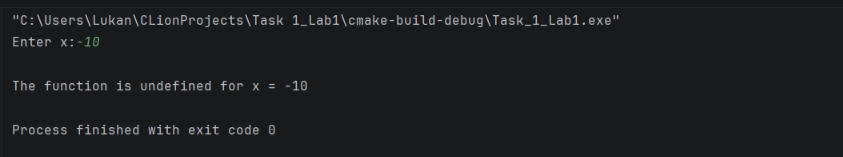 "C:\Users\Lukan\CLionProjects\Task 1_Lab1\cmake-build-debug\Task_1_Lab1.exe"
Enter x:-10
The function is undefined for x = -10
Process finished with exit code 0